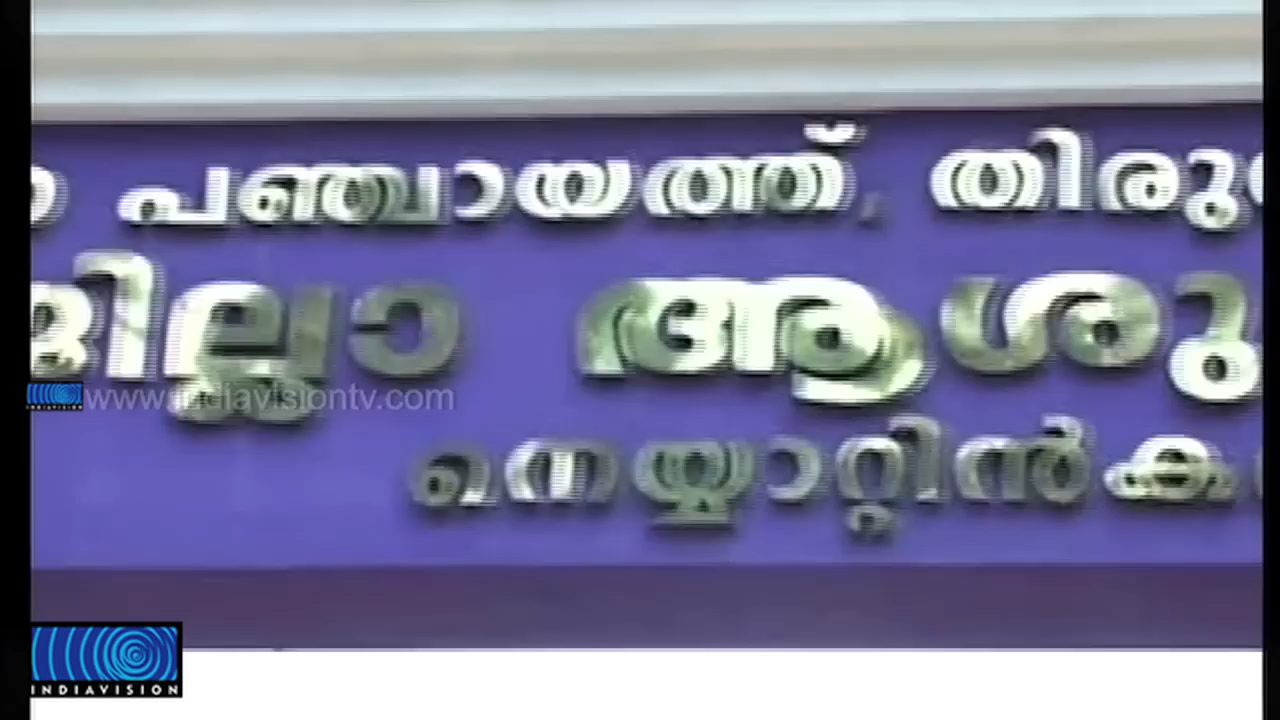 പഞ്ചായത്ത്, തിരു
ജില്ലാ ആശു
www.indiavisiontv.com
നെയ്യാറ്റിൻക
INDIAVISION